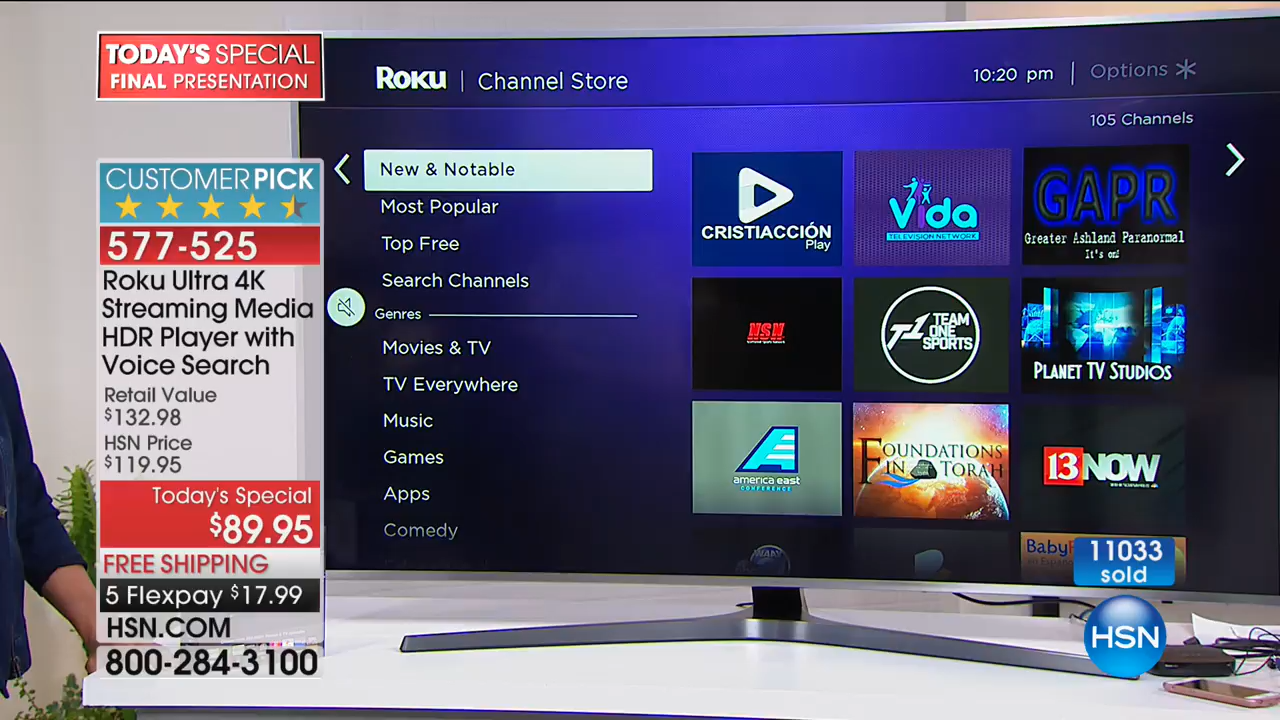 TODAY'S SPECIAL
FINAL PRESENTATION
CUSTOMER PICK
577-525
Roku Ultra 4K
Streaming Media
HDR Player with
Voice Search
Retail Value
$132.98
HSN Price
$119.95
Today's Special
$89.95
FREE SHIPPING
5 Flexpay $17.99
HSN.COM
800-284-3100
ROKU | Channel Store
10:20 pm | Options
105 Channels
New & Notable
Most Popular
Top Free
Search Channels
Genres
Movies & TV
TV Everywhere
Music
Games
Apps
Comedy
CRISTIACCIÓN
Play
Vida
TELEVISION NETWORK
GAPR
Greater Ashland Paranormal
It's on!
NSN
T1 TEAM
ONE
SPORTS
PLANET TV STUDIOS
america east
CONFERENCE
FOUNDATIONS
IN TORAH
13 NOW
Baby
11033
sold
HSN